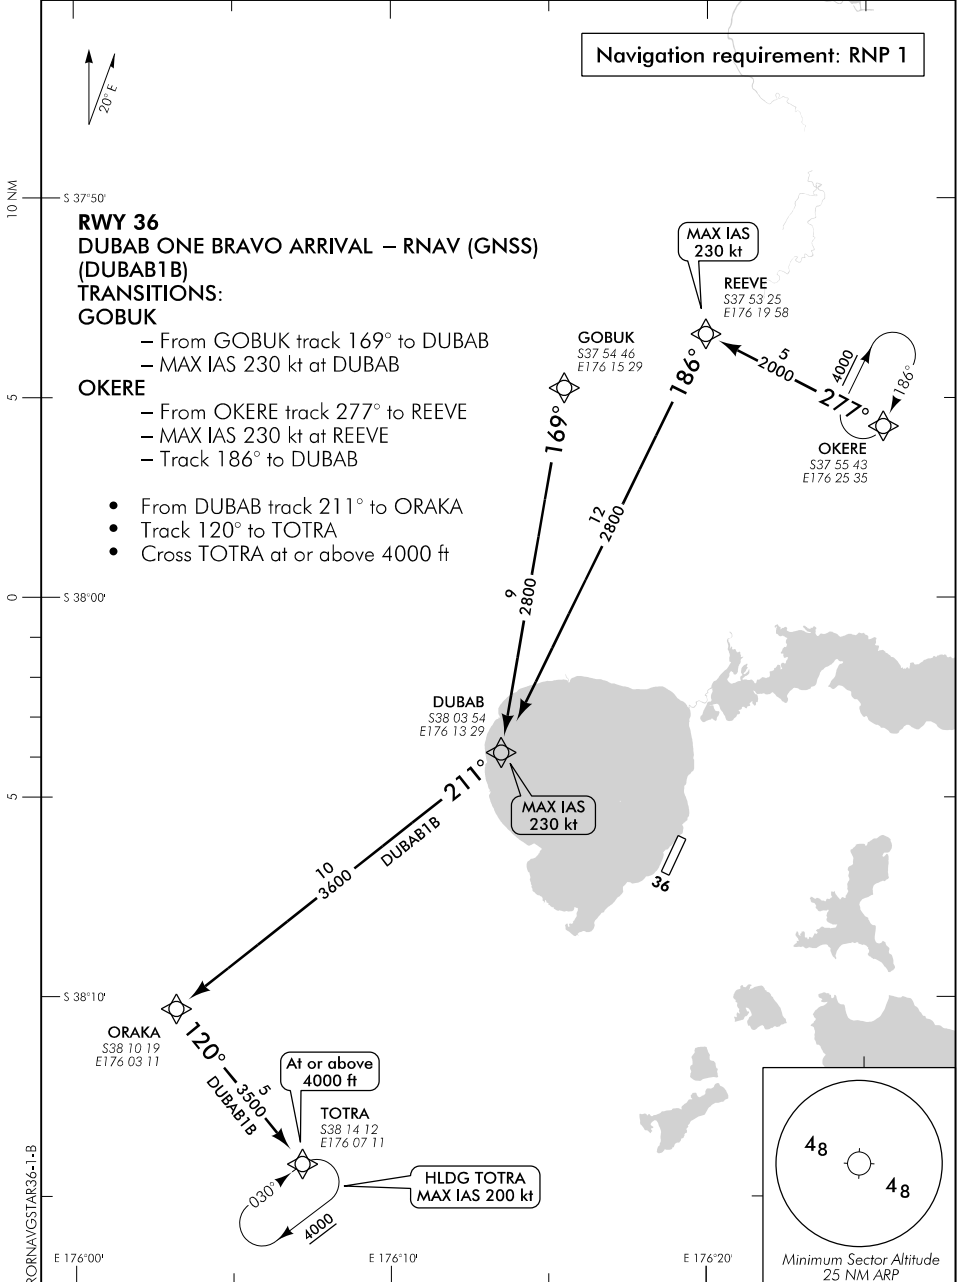 Navigation requirement: RNP 1
20° E
10 NM
S 37°50'
RWY 36
DUBAB ONE BRAVO ARRIVAL – RNAV (GNSS)
(DUBAB1B)
TRANSITIONS:
GOBUK
– From GOBUK track 169° to DUBAB
– MAX IAS 230 kt at DUBAB
OKERE
– From OKERE track 277° to REEVE
– MAX IAS 230 kt at REEVE
– Track 186° to DUBAB
• From DUBAB track 211° to ORAKA
• Track 120° to TOTRA
• Cross TOTRA at or above 4000 ft
MAX IAS
230 kt
REEVE
S37 53 25
E176 19 58
GOBUK
S37 54 46
E176 15 29
5
2000
277°
4000
186°
OKERE
S37 55 43
E176 25 35
186°
12
2800
169°
9
2800
5
0
S 38°00'
DUBAB
S38 03 54
E176 13 29
MAX IAS
230 kt
211°
DUBAB1B
10
3600
5
36
S 38°10'
ORAKA
S38 10 19
E176 03 11
120°
5
3500
DUBAB1B
At or above
4000 ft
TOTRA
S38 14 12
E176 07 11
030°
4000
HLDG TOTRA
MAX IAS 200 kt
48
48
Minimum Sector Altitude
25 NM ARP
E 176°00'
E 176°10'
E 176°20'
RORNAVGSTAR36-1-B